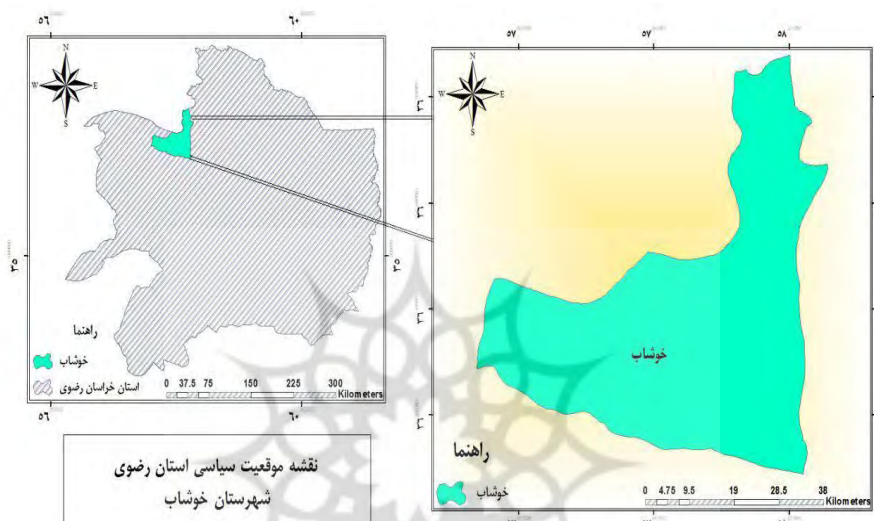 ۵۶ ۶۰
N
W E
S
۳۵ ۳۵
راهنما
خوشاب
استان خراسان رضوی
0 37.5 75 150 225 300
Kilometers
۵۶ ۶۰
نقشه موقعیت سیاسی استان رضوی
شهرستان خوشاب
۵۷ ۵۷ ۵۸
N
W E
S
خوشاب
راهنما
خوشاب
0 4.75 9.5 19 28.5 38
Kilometers